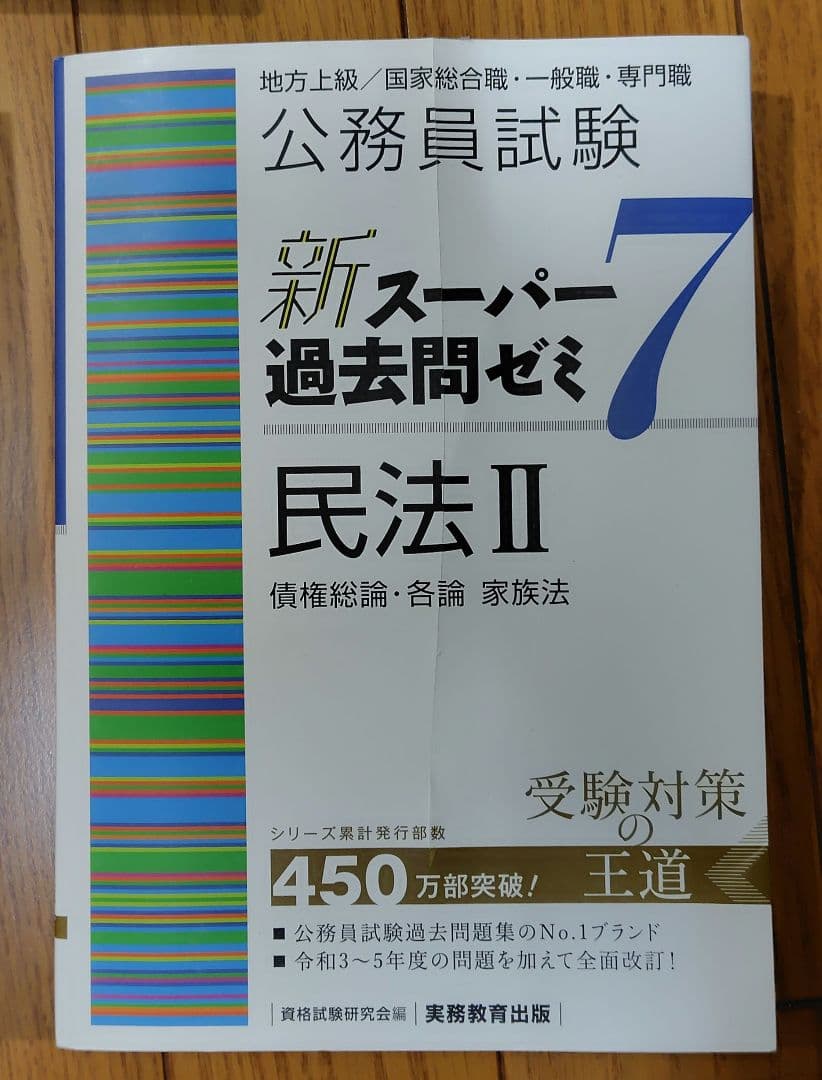 地方上級／国家総合職・一般職・専門職
公務員試験
新スーパー
過去問ゼミ7
民法Ⅱ
債権総論・各論 家族法
受験対策
の
王道
シリーズ累計発行部数
450万部突破!
■ 公務員試験過去問題集のNo.1ブランド
■ 令和3〜5年度の問題を加えて全面改訂!
資格試験研究会編 | 実務教育出版